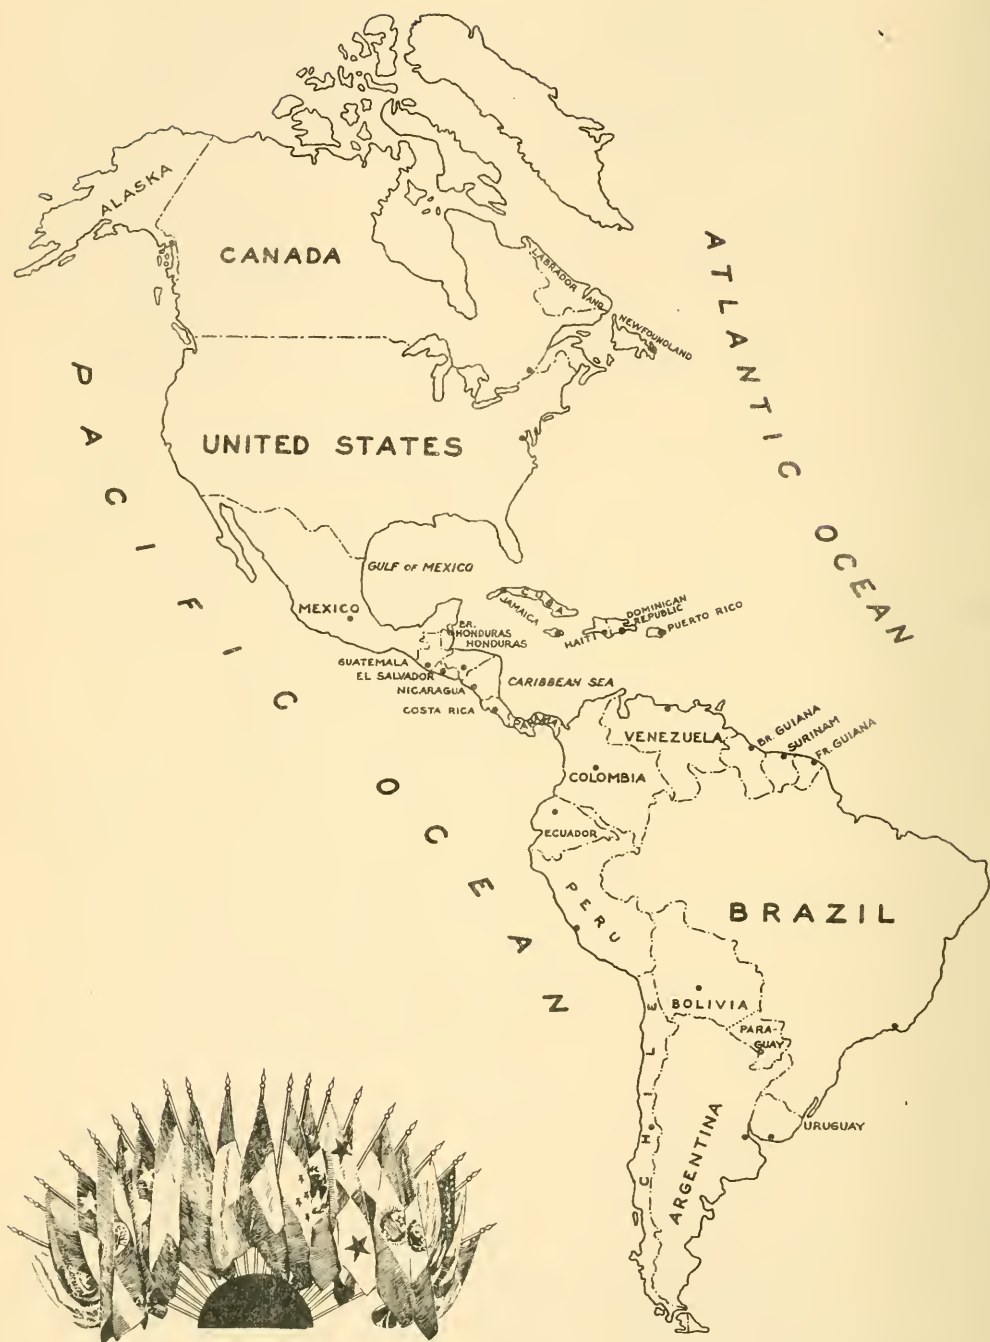 ALASKA
CANADA
LABRADOR AND
NEWFOUNDLAND
ATLANTIC OCEAN
PACIFIC OCEAN
UNITED STATES
GULF OF MEXICO
MEXICO
CUBA
JAMAICA
HAITI
DOMINICAN
REPUBLIC
PUERTO RICO
BR.
HONDURAS
HONDURAS
GUATEMALA
EL SALVADOR
NICARAGUA
COSTA RICA
CARIBBEAN SEA
PANAMA
VENEZUELA
BR. GUIANA
SURINAM
FR. GUIANA
COLOMBIA
ECUADOR
PERU
BRAZIL
BOLIVIA
PARA-
GUAY
CHILE
ARGENTINA
URUGUAY